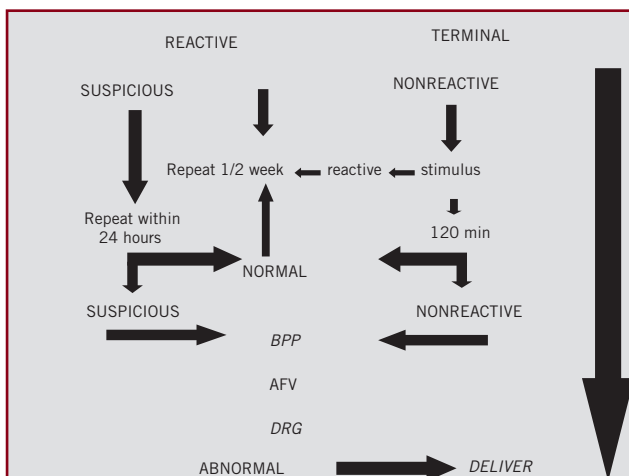 REACTIVE
TERMINAL
SUSPICIOUS
NONREACTIVE
Repeat 1/2 week
reactive
stimulus
Repeat within
24 hours
120 min
NORMAL
SUSPICIOUS
NONREACTIVE
BPP
AFV
DRG
ABNORMAL
DELIVER